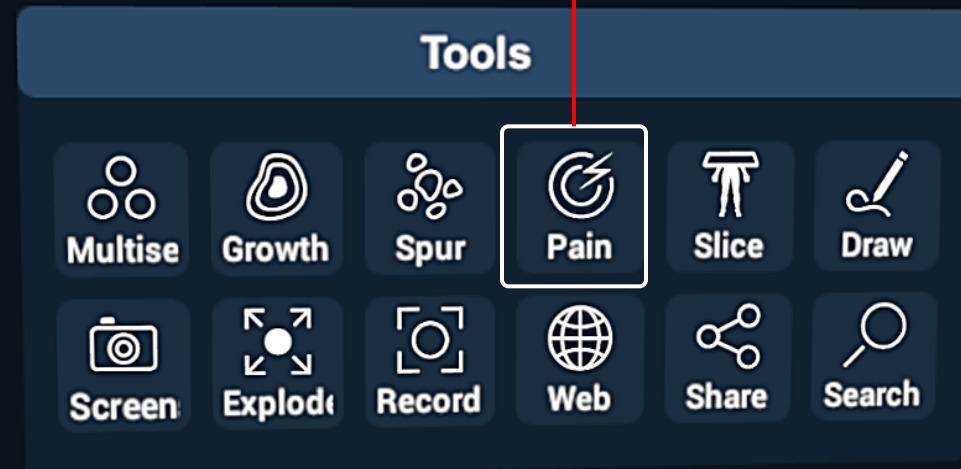 Tools
Multise
Growth
Spur
Pain
Slice
Draw
Screen
Explode
Record
Web
Share
Search